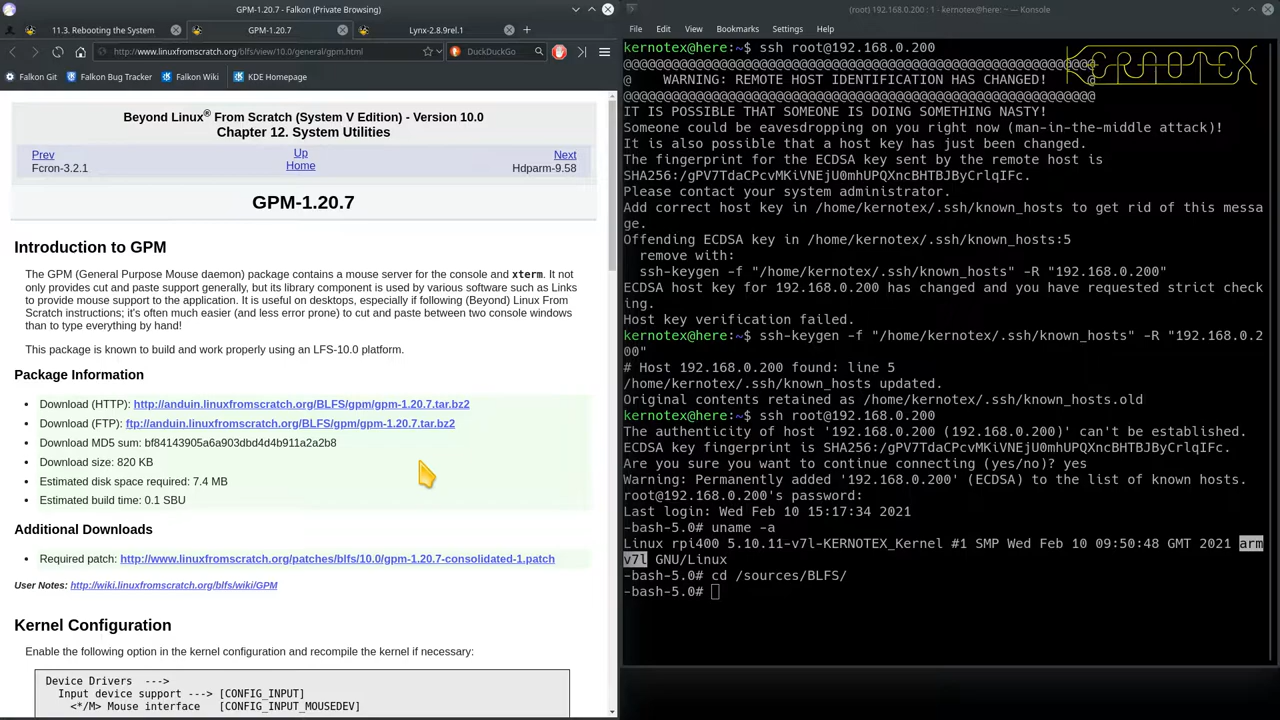 GPM-1.20.7 - Falkon (Private Browsing)
11.3. Rebooting the System
GPM-1.20.7
Lynx-2.8.9rel.1
http://www.linuxfromscratch.org/blfs/view/10.0/general/gpm.html
DuckDuckGo
Falkon Git
Falkon Bug Tracker
Falkon Wiki
KDE Homepage
Beyond Linux® From Scratch (System V Edition) - Version 10.0
Chapter 12. System Utilities
Prev
Up
Next
Fcron-3.2.1
Home
Hdparm-9.58
GPM-1.20.7
Introduction to GPM
The GPM (General Purpose Mouse daemon) package contains a mouse server for the console and xterm. It not
only provides cut and paste support generally, but its library component is used by various software such as Links
to provide mouse support to the application. It is useful on desktops, especially if following (Beyond) Linux From
Scratch instructions; it's often much easier (and less error prone) to cut and paste between two console windows
than to type everything by hand!
This package is known to build and work properly using an LFS-10.0 platform.
Package Information
Download (HTTP): http://anduin.linuxfromscratch.org/BLFS/gpm/gpm-1.20.7.tar.bz2
Download (FTP): ftp://anduin.linuxfromscratch.org/BLFS/gpm/gpm-1.20.7.tar.bz2
Download MD5 sum: bf84143905a6a903dbd4d4b911a2a2b8
Download size: 820 KB
Estimated disk space required: 7.4 MB
Estimated build time: 0.1 SBU
Additional Downloads
Required patch: http://www.linuxfromscratch.org/patches/blfs/10.0/gpm-1.20.7-consolidated-1.patch
User Notes: http://wiki.linuxfromscratch.org/blfs/wiki/GPM
Kernel Configuration
Enable the following option in the kernel configuration and recompile the kernel if necessary:
Device Drivers --->
Input device support ---> [CONFIG_INPUT]
<*/M> Mouse interface [CONFIG_INPUT_MOUSEDEV]
(root) 192.168.0.200 : 1 - kernotex@here: ~ — Konsole
File Edit View Bookmarks Settings Help
KERNOTEX
kernotex@here:~$ ssh root@192.168.0.200
@@@@@@@@@@@@@@@@@@@@@@@@@@@@@@@@@@@@@@@@@@@@@@@@@@@@@@@@@@@
@ WARNING: REMOTE HOST IDENTIFICATION HAS CHANGED! @
@@@@@@@@@@@@@@@@@@@@@@@@@@@@@@@@@@@@@@@@@@@@@@@@@@@@@@@@@@@
IT IS POSSIBLE THAT SOMEONE IS DOING SOMETHING NASTY!
Someone could be eavesdropping on you right now (man-in-the-middle attack)!
It is also possible that a host key has just been changed.
The fingerprint for the ECDSA key sent by the remote host is
SHA256:/gPV7TdaCPcvMKiVNEjU0mhUPQXncBHTBJByCrlqIFc.
Please contact your system administrator.
Add correct host key in /home/kernotex/.ssh/known_hosts to get rid of this messa
ge.
Offending ECDSA key in /home/kernotex/.ssh/known_hosts:5
remove with:
ssh-keygen -f "/home/kernotex/.ssh/known_hosts" -R "192.168.0.200"
ECDSA host key for 192.168.0.200 has changed and you have requested strict check
ing.
Host key verification failed.
kernotex@here:~$ ssh-keygen -f "/home/kernotex/.ssh/known_hosts" -R "192.168.0.2
00"
# Host 192.168.0.200 found: line 5
/home/kernotex/.ssh/known_hosts updated.
Original contents retained as /home/kernotex/.ssh/known_hosts.old
kernotex@here:~$ ssh root@192.168.0.200
The authenticity of host '192.168.0.200 (192.168.0.200)' can't be established.
ECDSA key fingerprint is SHA256:/gPV7TdaCPcvMKiVNEjU0mhUPQXncBHTBJByCrlqIFc.
Are you sure you want to continue connecting (yes/no)? yes
Warning: Permanently added '192.168.0.200' (ECDSA) to the list of known hosts.
root@192.168.0.200's password:
Last login: Wed Feb 10 15:17:34 2021
-bash-5.0# uname -a
Linux rpi400 5.10.11-v7l-KERNOTEX_Kernel #1 SMP Wed Feb 10 09:50:48 GMT 2021 arm
v7l GNU/Linux
-bash-5.0# cd /sources/BLFS/
-bash-5.0#